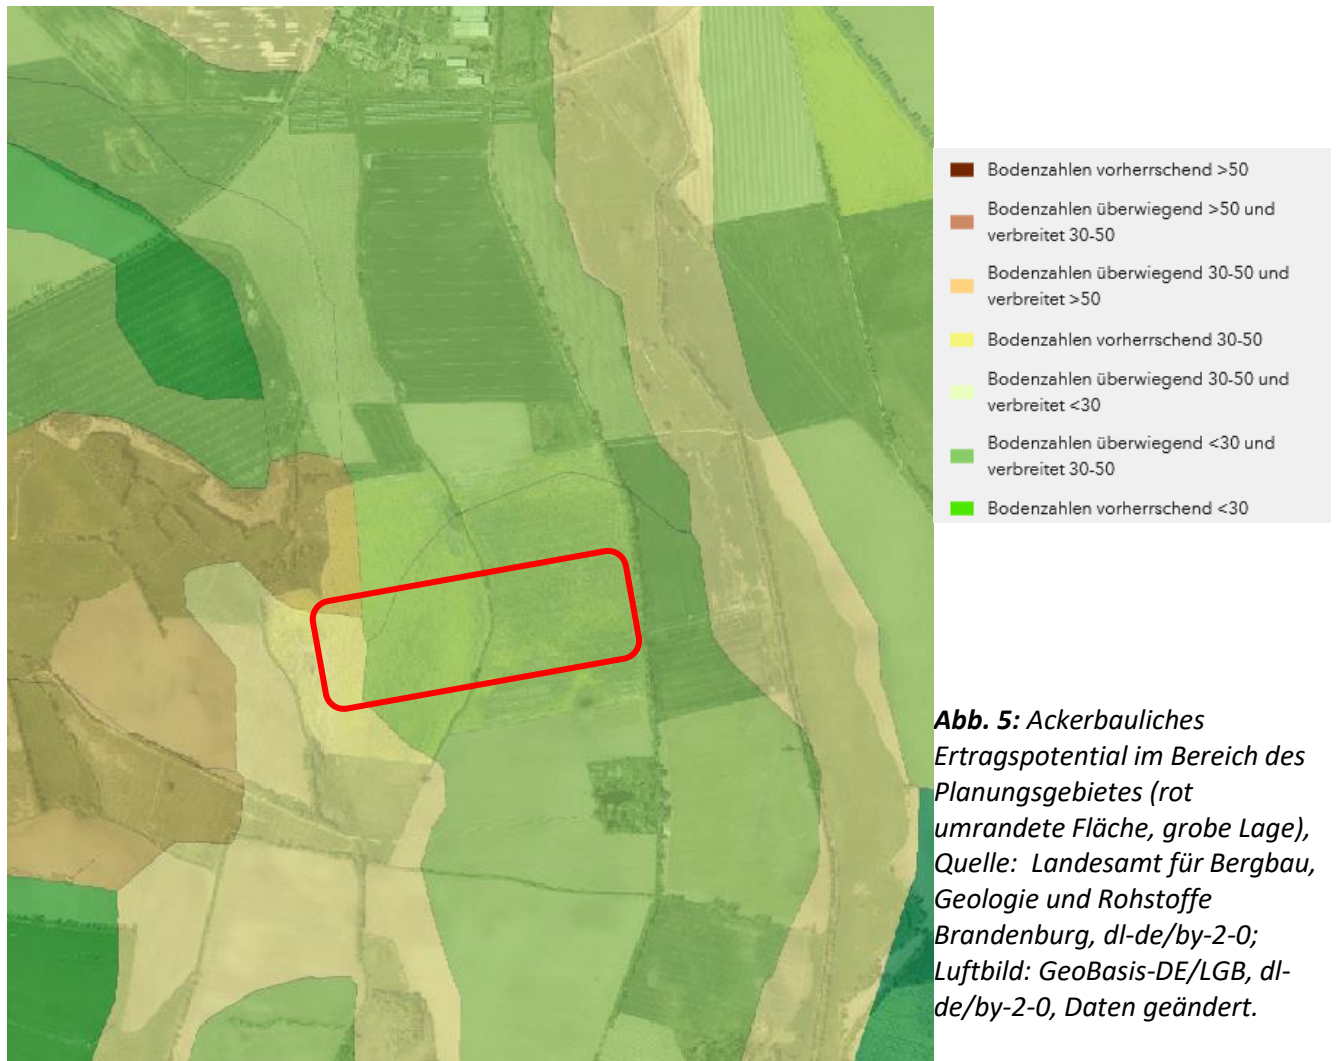 Bodenzahlen vorherrschend >50
Bodenzahlen überwiegend >50 und
verbreitet 30-50
Bodenzahlen überwiegend 30-50 und
verbreitet >50
Bodenzahlen vorherrschend 30-50
Bodenzahlen überwiegend 30-50 und
verbreitet <30
Bodenzahlen überwiegend <30 und
verbreitet 30-50
Bodenzahlen vorherrschend <30
Abb. 5: Ackerbauliches
Ertragspotential im Bereich des
Planungsgebietes (rot
umrandete Fläche, grobe Lage),
Quelle: Landesamt für Bergbau,
Geologie und Rohstoffe
Brandenburg, dl-de/by-2-0;
Luftbild: GeoBasis-DE/LGB, dl-
de/by-2-0, Daten geändert.